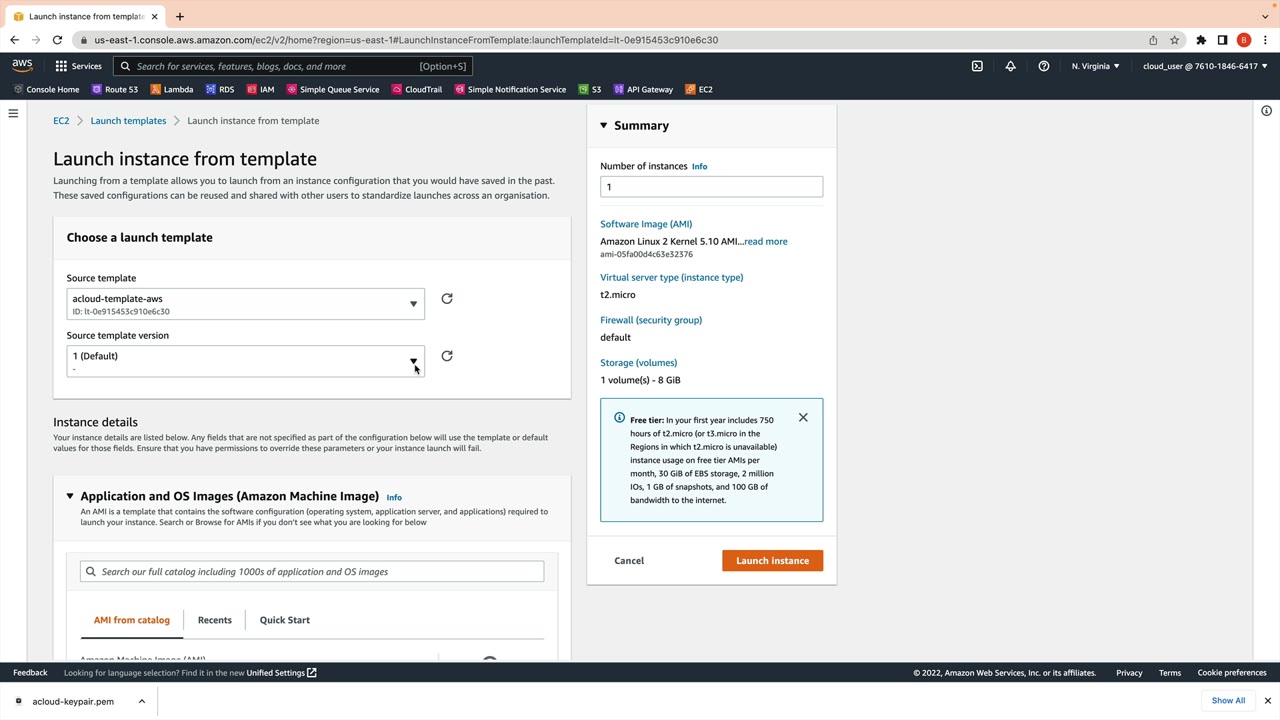 Launch instance from template
us-east-1.console.aws.amazon.com/ec2/v2/home?region=us-east-1#LaunchInstanceFromTemplate:launchTemplateId=lt-0e915453c910e6c30
B
aws
Services
Search for services, features, blogs, docs, and more
[Option+S]
N. Virginia
cloud_user @ 7610-1846-6417
Console Home
Route 53
Lambda
RDS
IAM
Simple Queue Service
CloudTrail
Simple Notification Service
S3
API Gateway
EC2
EC2
Launch templates
Launch instance from template
Launch instance from template
Launching from a template allows you to launch from an instance configuration that you would have saved in the past.
These saved configurations can be reused and shared with other users to standardize launches across an organisation.
Choose a launch template
Source template
acloud-template-aws
ID: lt-0e915453c910e6c30
Source template version
1 (Default)
-
Instance details
Your instance details are listed below. Any fields that are not specified as part of the configuration below will use the template or default
values for those fields. Ensure that you have permissions to override these parameters or your instance launch will fail.
Application and OS Images (Amazon Machine Image)
Info
An AMI is a template that contains the software configuration (operating system, application server, and applications) required to
launch your instance. Search or Browse for AMIs if you don't see what you are looking for below
Search our full catalog including 1000s of application and OS images
AMI from catalog
Recents
Quick Start
Amazon Machine Image (AMI)
Summary
Number of instances
Info
1
Software Image (AMI)
Amazon Linux 2 Kernel 5.10 AMI...read more
ami-05fa00d4c63e32376
Virtual server type (instance type)
t2.micro
Firewall (security group)
default
Storage (volumes)
1 volume(s) - 8 GiB
Free tier: In your first year includes 750
hours of t2.micro (or t3.micro in the
Regions in which t2.micro is unavailable)
instance usage on free tier AMIs per
month, 30 GiB of EBS storage, 2 million
IOs, 1 GB of snapshots, and 100 GB of
bandwidth to the internet.
Cancel
Launch instance
Feedback
Looking for language selection? Find it in the new Unified Settings
© 2022, Amazon Web Services, Inc. or its affiliates.
Privacy
Terms
Cookie preferences
acloud-keypair.pem
Show All